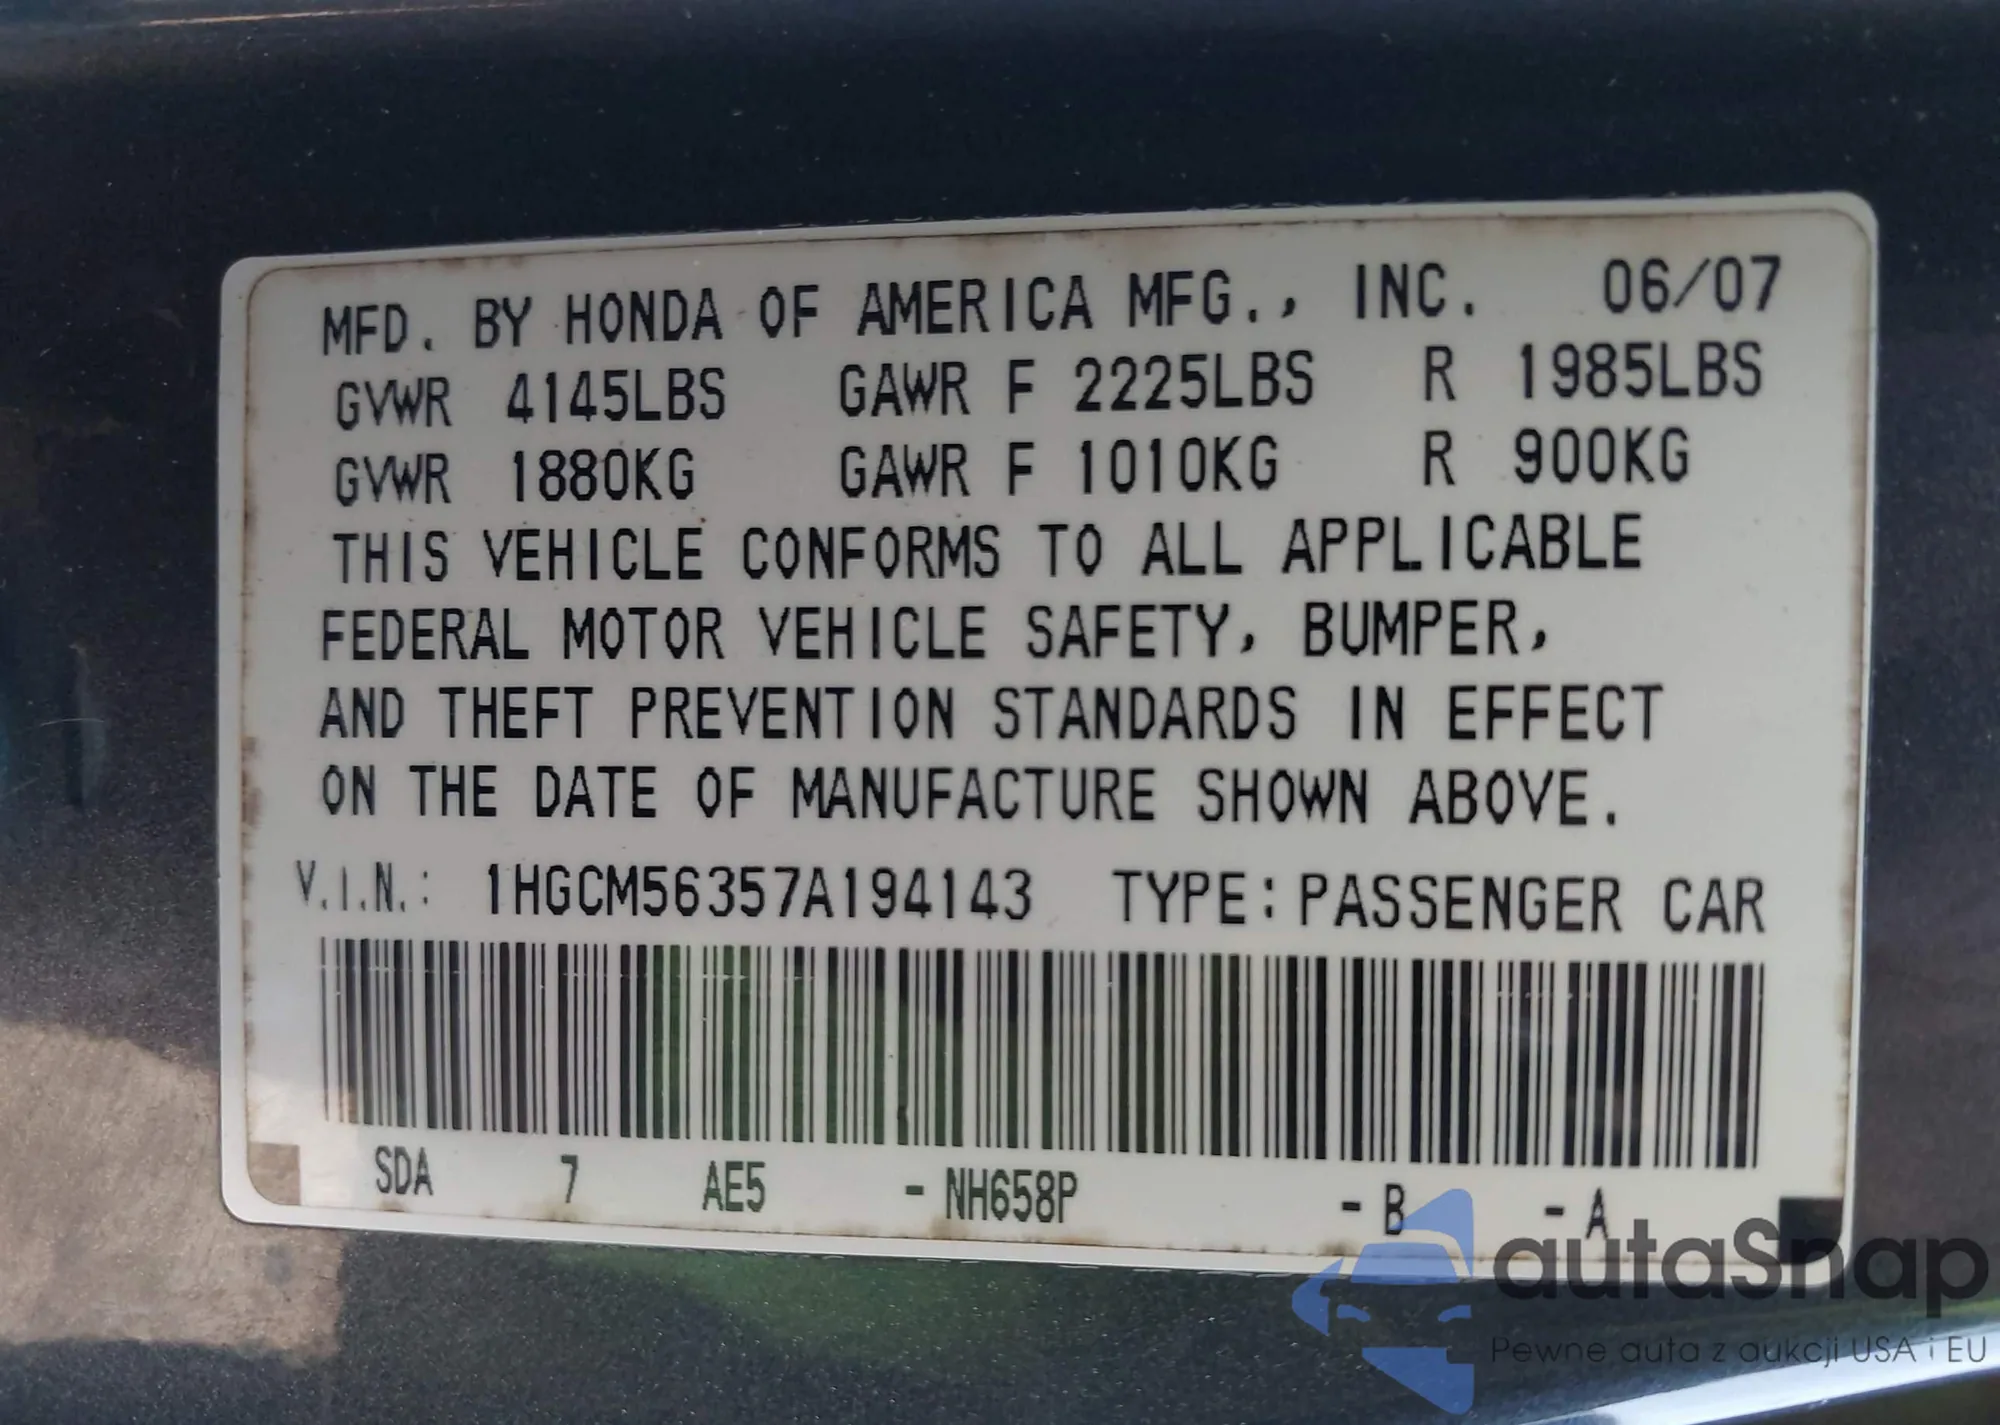 MFD. BY HONDA OF AMERICA MFG., INC. 06/07
GVWR 4145LBS GAWR F 2225LBS R 1985LBS
GVWR 1880KG GAWR F 1010KG R 900KG
THIS VEHICLE CONFORMS TO ALL APPLICABLE
FEDERAL MOTOR VEHICLE SAFETY, BUMPER,
AND THEFT PREVENTION STANDARDS IN EFFECT
ON THE DATE OF MANUFACTURE SHOWN ABOVE.
V.I.N.: 1HGCM56357A194143 TYPE: PASSENGER CAR
SDA 7 AE5 - NH658P - B - A
autaSnap
Pewne auta z aukcji USA i EU